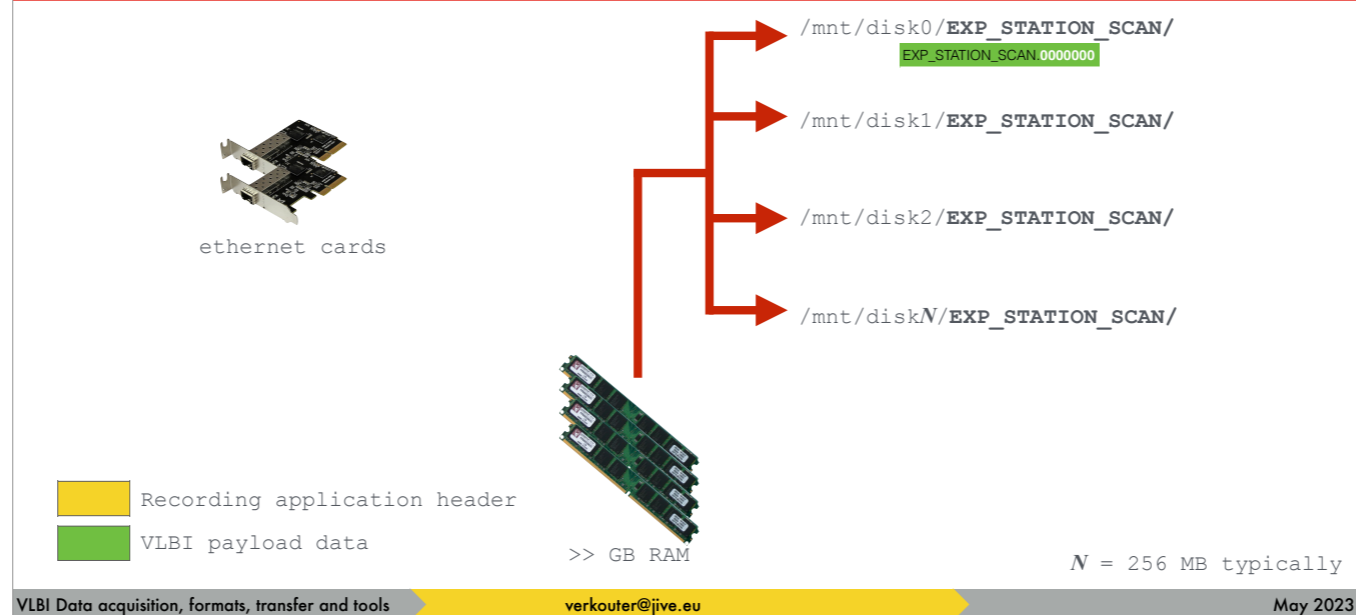 /mnt/disk0/EXP_STATION_SCAN/
EXP_STATION_SCAN.0000000
/mnt/disk1/EXP_STATION_SCAN/
/mnt/disk2/EXP_STATION_SCAN/
/mnt/diskN/EXP_STATION_SCAN/
ethernet cards
Recording application header
VLBI payload data
>> GB RAM
N = 256 MB typically
VLBI Data acquisition, formats, transfer and tools
verkouter@jive.eu
May 2023